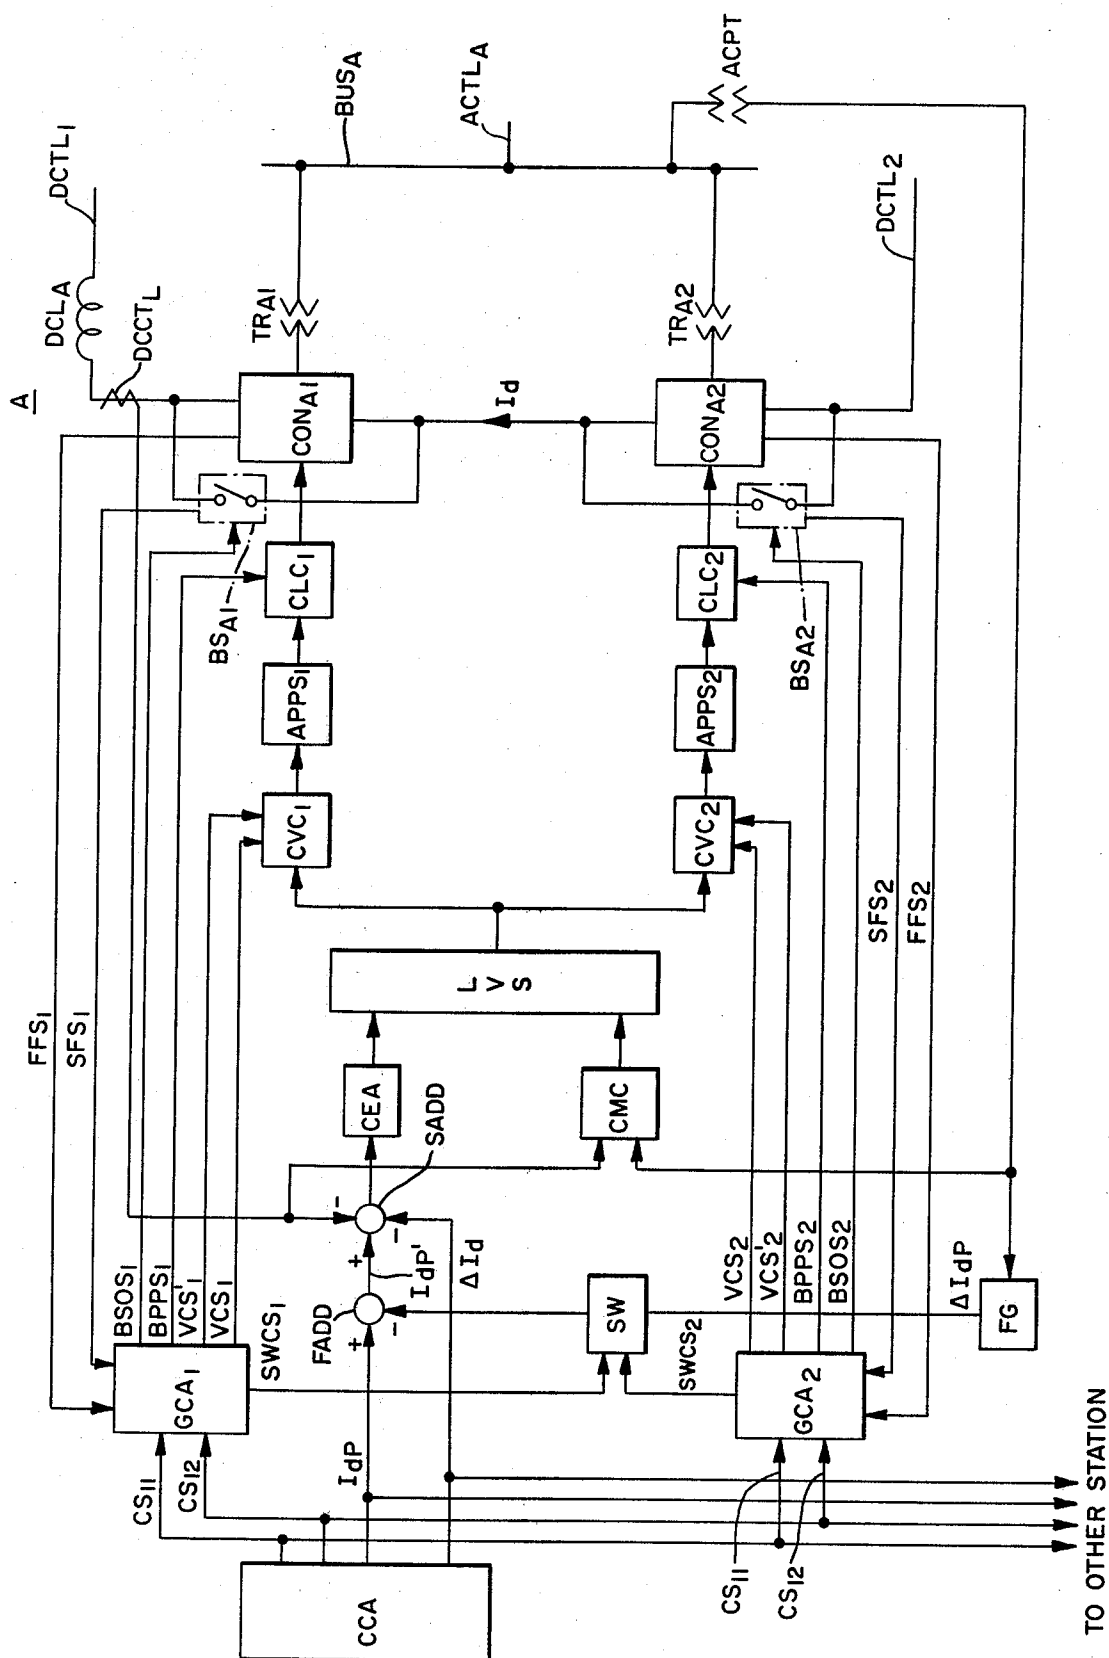 A
DCTL1
DCLA
DCCTL
BUSA
ACTLA
ACPT
DCTL2
TRA1
TRA2
CONA1
CONA2
Id
BSA1
BSA2
CLC1
CLC2
APPS1
APPS2
CVC1
CVC2
LVS
SFS2
FFS2
FFS1
SFS1
CEA
CMC
SADD
-
-
+
IdP'
ΔId
FADD
+
-
SW
BSOS1
BPPS1
VCS'1
VCS1
SWCS1
SWCS2
VCS2
VCS'2
BPPS2
BSOS2
ΔIdP
FG
GCA1
GCA2
CS11
CS12
IdP
CS11
CS12
CCA
TO OTHER STATION